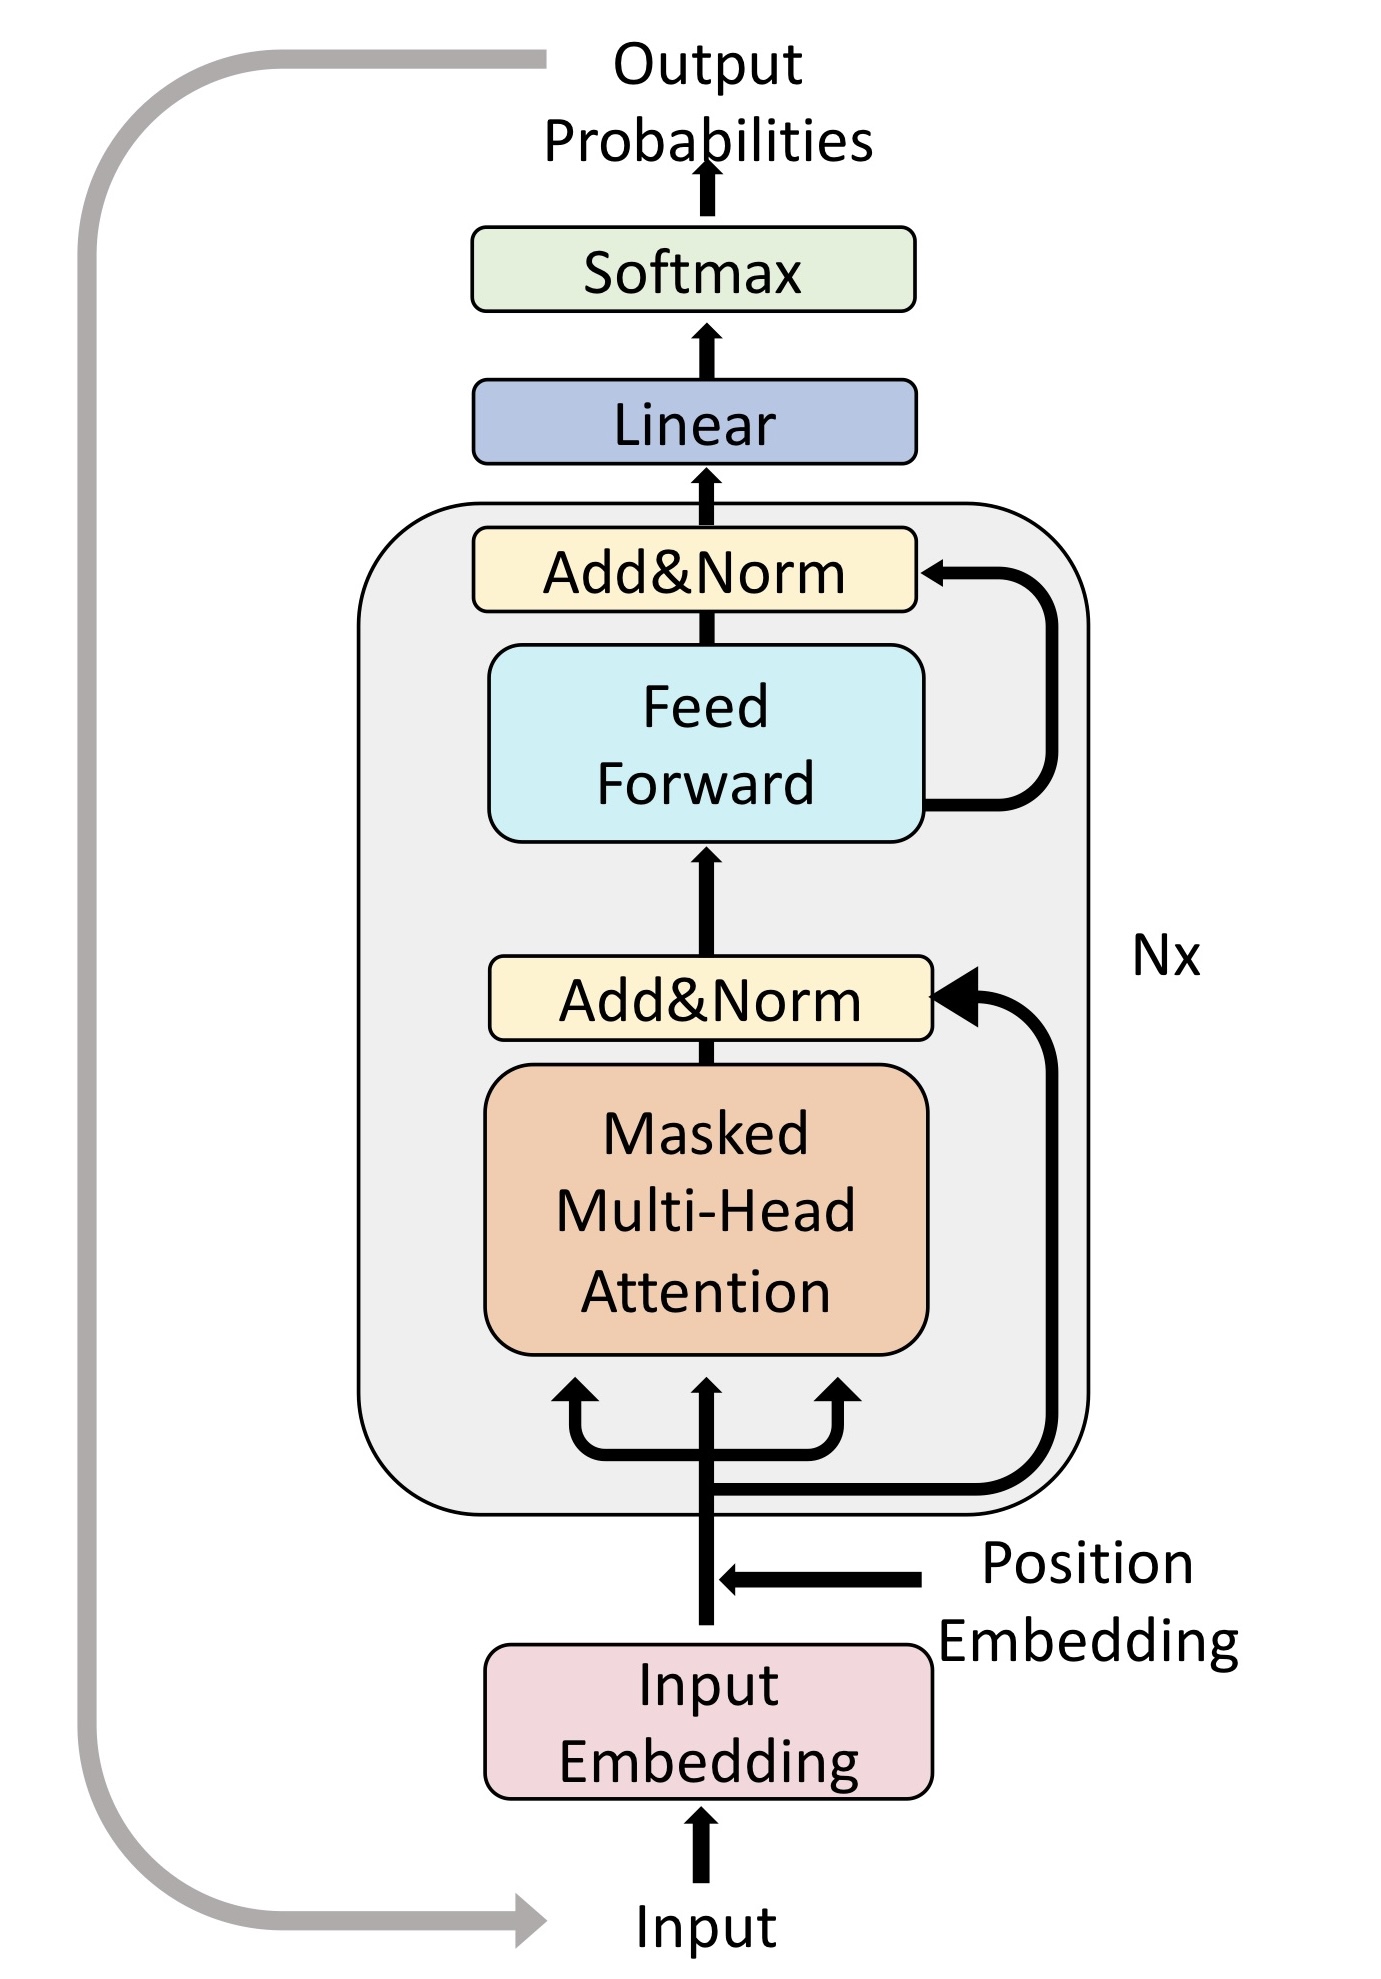 Output
Probabilities
Softmax
Linear
Add&Norm
Feed
Forward
Nx
Add&Norm
Masked
Multi-Head
Attention
Position
Embedding
Input
Embedding
Input